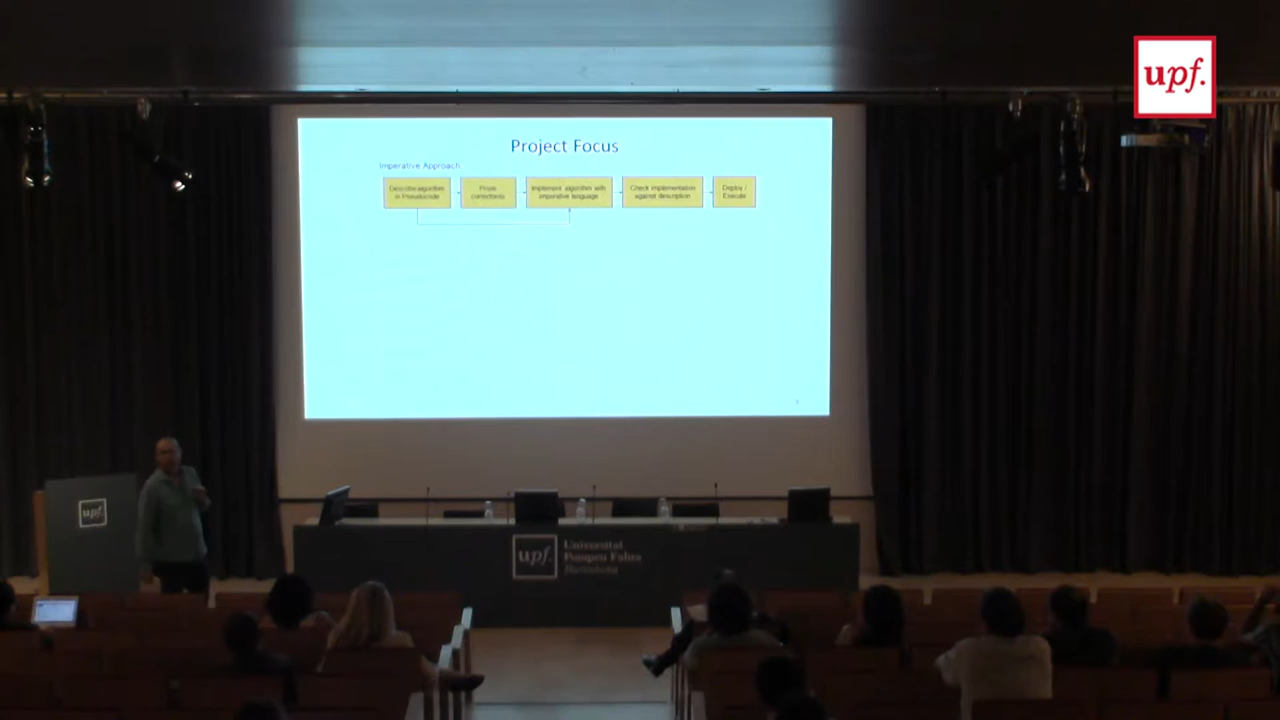 upf.
Project Focus
Imperative Approach
Describe algorithm
in Pseudocode
Prove
correctness
Implement algorithm with
imperative language
Check implementation
against description
Deploy /
Execute
upf.
upf.
Universitat
Pompeu Fabra
Barcelona